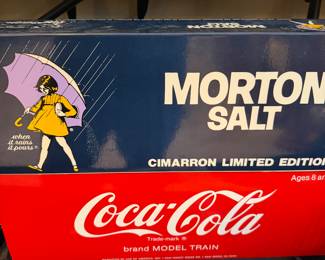 MORTON
SALT
when
it rains
it pours®
CIMARRON LIMITED EDITION
Ages 8 an
Coca-Cola
Trade-mark ®
brand MODEL TRAIN